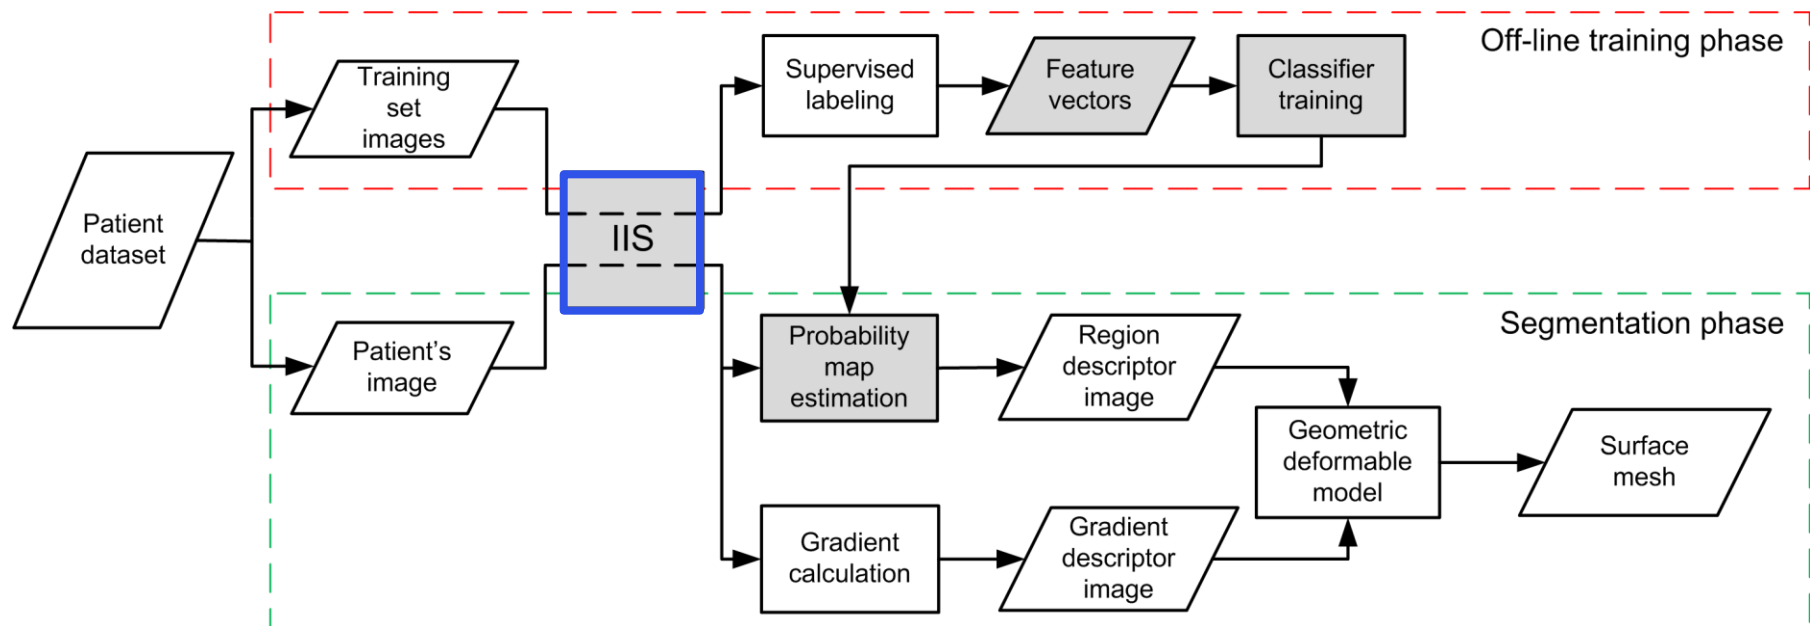 Off-line training phase
Training
set
images
Supervised
labeling
Feature
vectors
Classifier
training
Patient
dataset
IIS
Segmentation phase
Patient's
image
Probability
map
estimation
Region
descriptor
image
Geometric
deformable
model
Surface
mesh
Gradient
calculation
Gradient
descriptor
image